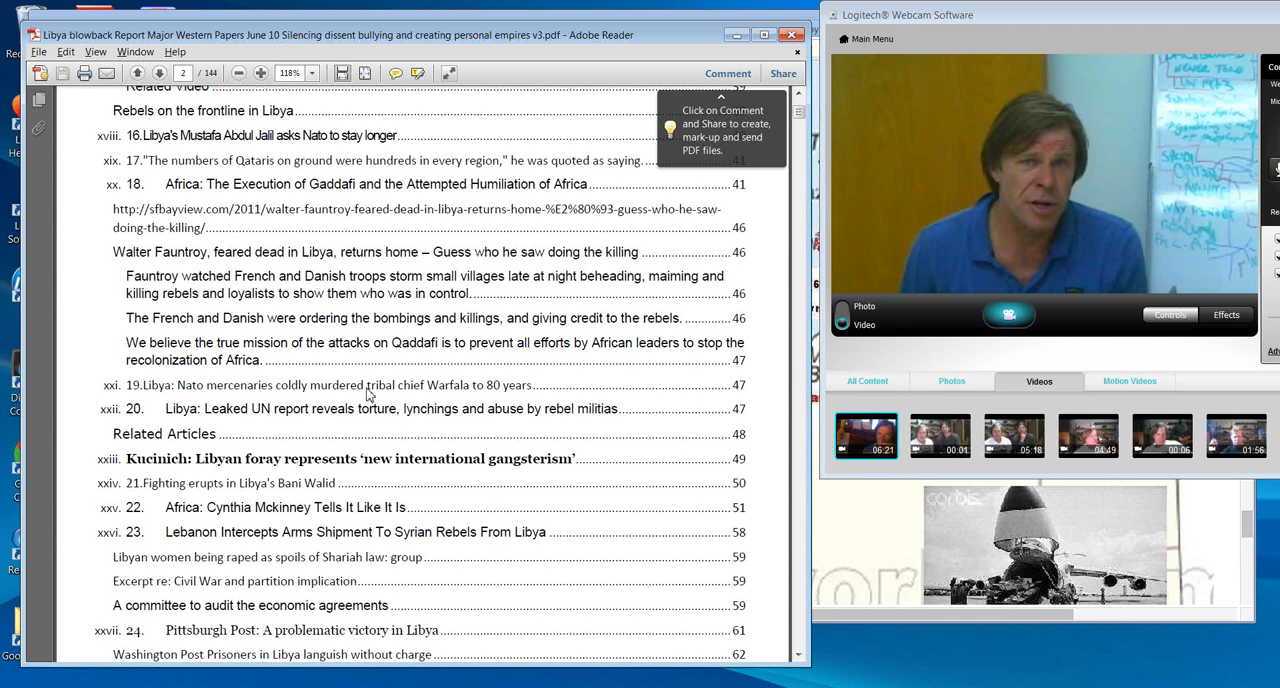 Libya blowback Report Major Western Papers June 10 Silencing dissent bullying and creating personal empires v3.pdf - Adobe Reader
File Edit View Window Help
2 / 144 118% Comment Share
Related Video 39
Rebels on the frontline in Libya
xviii. 16.Libya's Mustafa Abdul Jalil asks Nato to stay longer
xix. 17."The numbers of Qataris on ground were hundreds in every region," he was quoted as saying. 41
xx. 18. Africa: The Execution of Gaddafi and the Attempted Humiliation of Africa 41
http://sfbayview.com/2011/walter-fauntroy-feared-dead-in-libya-returns-home-%E2%80%93-guess-who-he-saw-
doing-the-killing/ 46
Walter Fauntroy, feared dead in Libya, returns home – Guess who he saw doing the killing 46
Fauntroy watched French and Danish troops storm small villages late at night beheading, maiming and
killing rebels and loyalists to show them who was in control. 46
The French and Danish were ordering the bombings and killings, and giving credit to the rebels. 46
We believe the true mission of the attacks on Qaddafi is to prevent all efforts by African leaders to stop the
recolonization of Africa. 47
xxi. 19.Libya: Nato mercenaries coldly murdered tribal chief Warfala to 80 years 47
xxii. 20. Libya: Leaked UN report reveals torture, lynchings and abuse by rebel militias 47
Related Articles 48
xxiii. Kucinich: Libyan foray represents 'new international gangsterism' 49
xxiv. 21.Fighting erupts in Libya's Bani Walid 50
xxv. 22. Africa: Cynthia Mckinney Tells It Like It Is 51
xxvi. 23. Lebanon Intercepts Arms Shipment To Syrian Rebels From Libya 58
Libyan women being raped as spoils of Shariah law: group 59
Excerpt re: Civil War and partition implication 59
A committee to audit the economic agreements 59
xxvii. 24. Pittsburgh Post: A problematic victory in Libya 61
Washington Post Prisoners in Libya languish without charge 62
Click on Comment
and Share to create,
mark-up and send
PDF files.
Logitech® Webcam Software
Main Menu
Photo
Video
Controls Effects
All Content Photos Videos Motion Videos
06:21 00:01 05:18 04:49 00:06 01:56
corbis